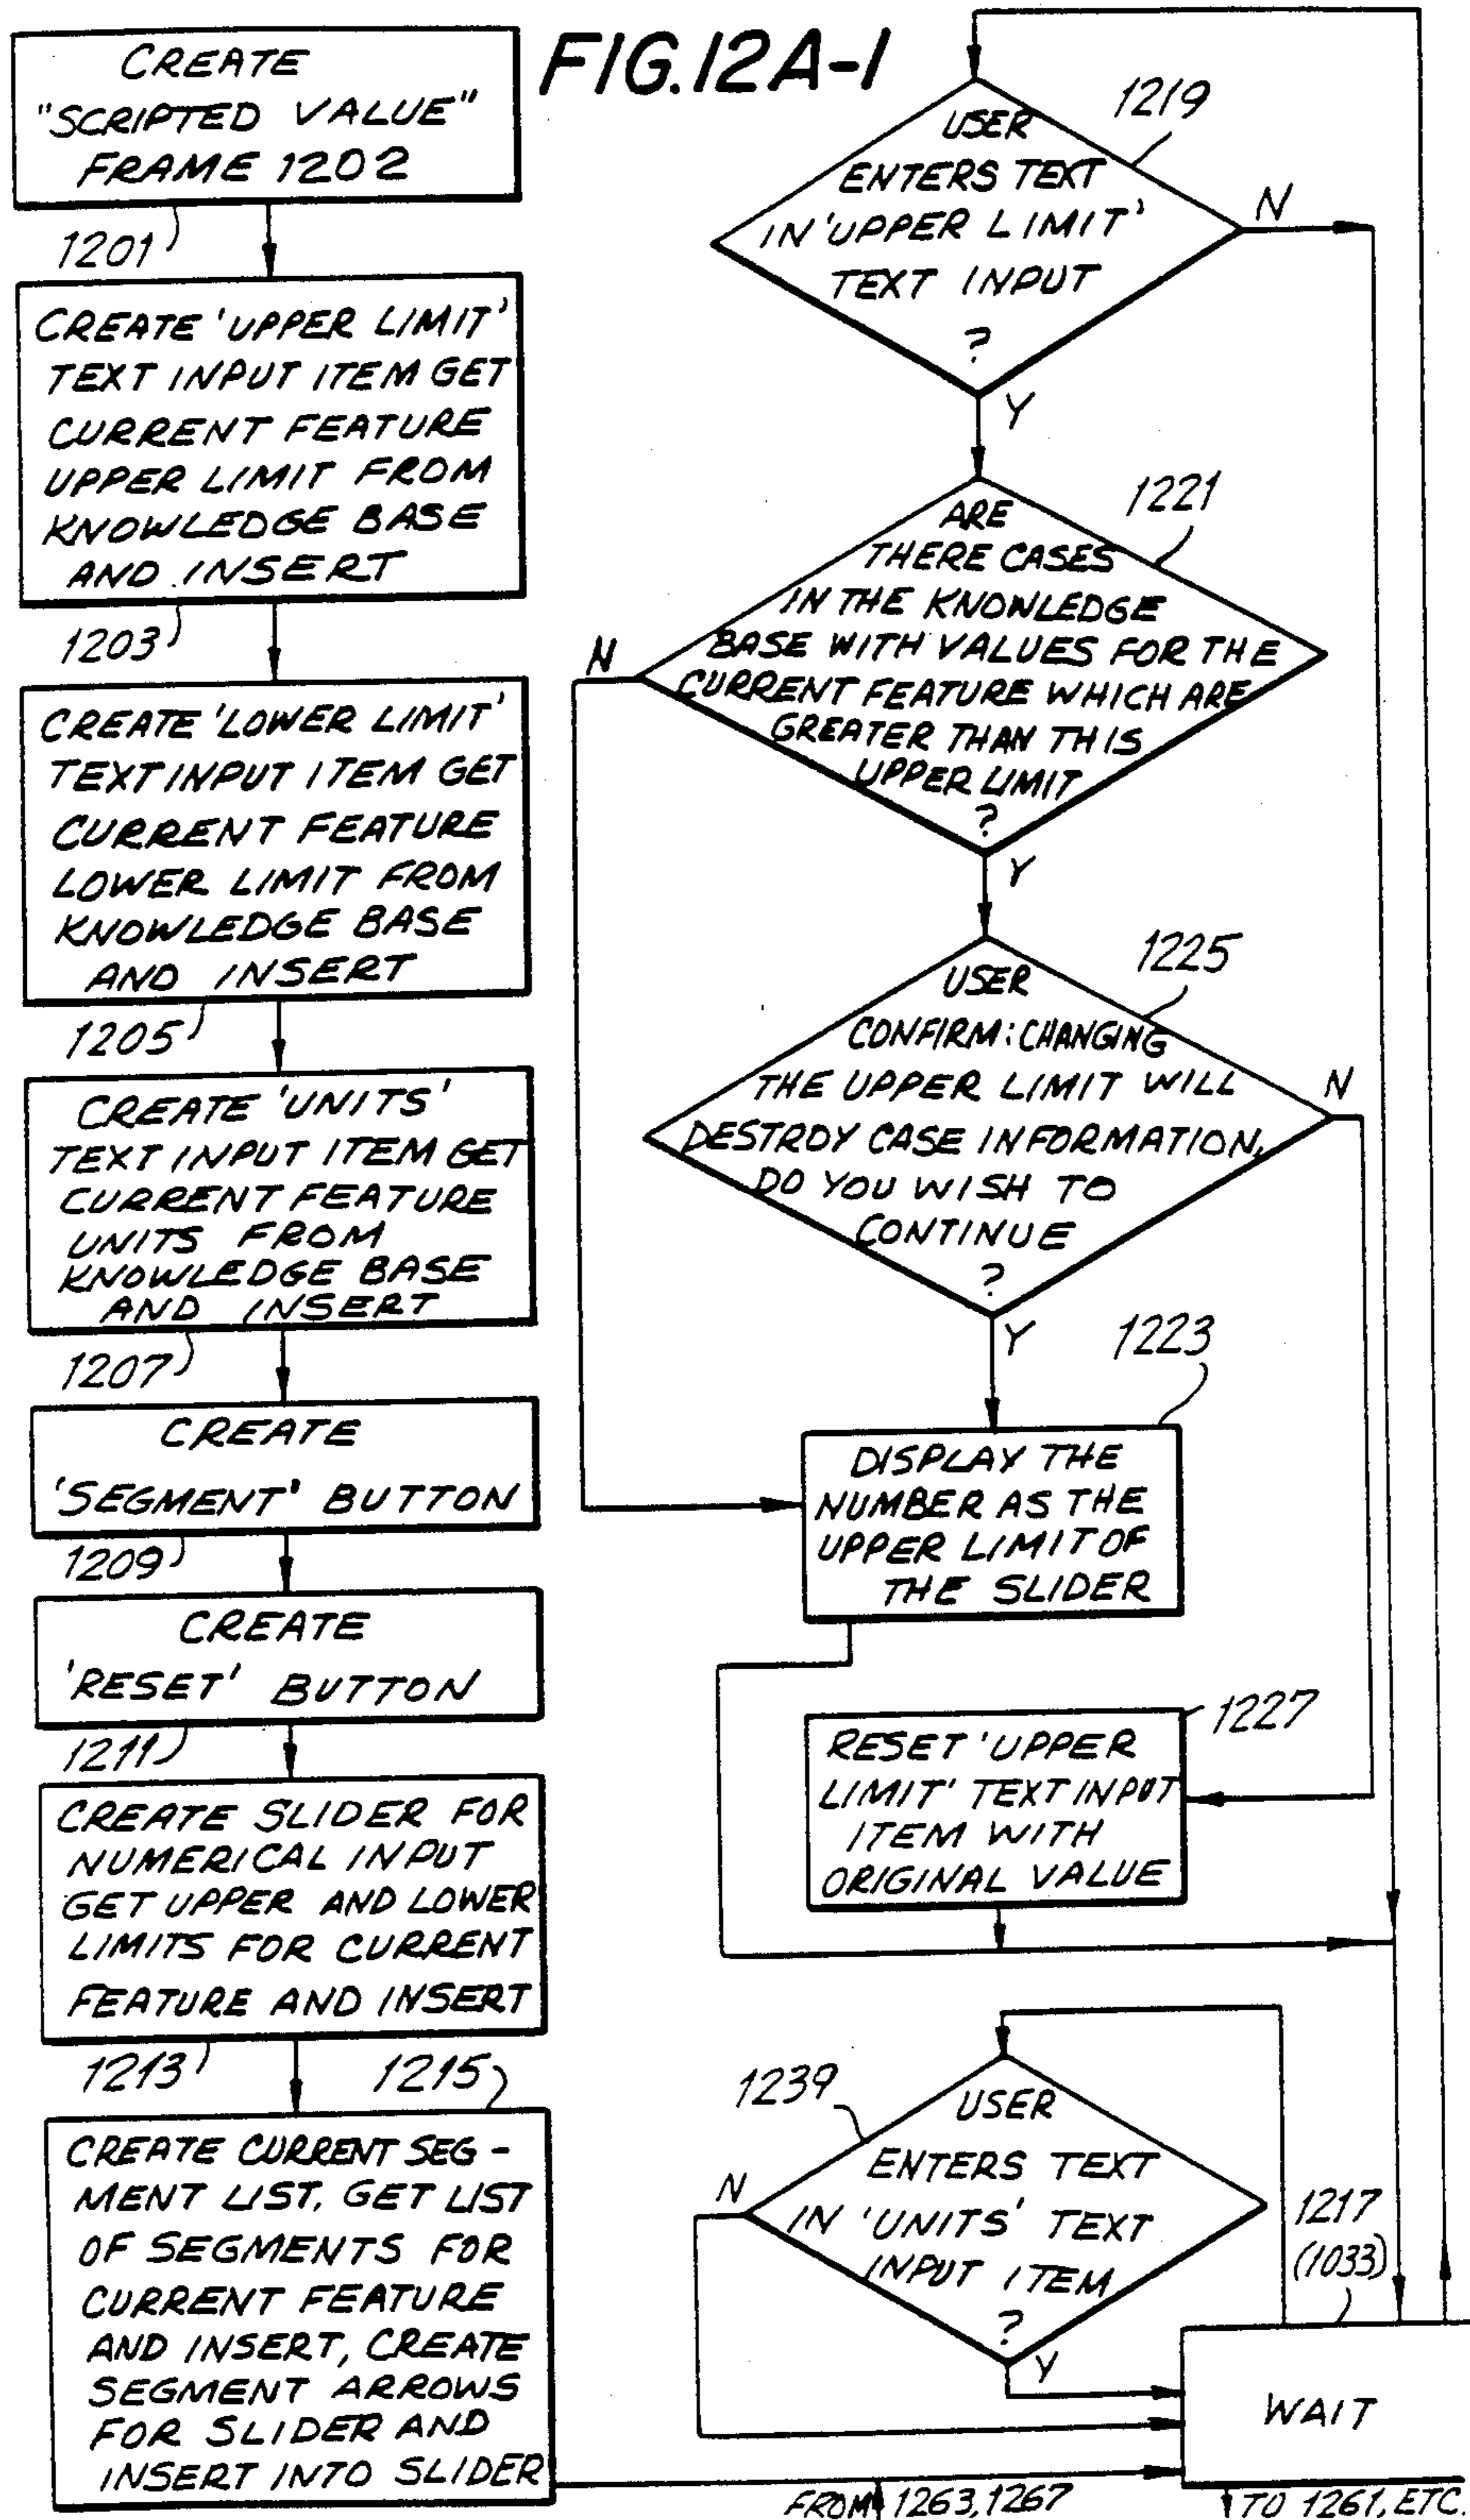 FIG.12A-1
CREATE
"SCRIPTED VALUE"
FRAME 1202
1201
CREATE 'UPPER LIMIT'
TEXT INPUT ITEM GET
CURRENT FEATURE
UPPER LIMIT FROM
KNOWLEDGE BASE
AND INSERT
1203
CREATE 'LOWER LIMIT'
TEXT INPUT ITEM GET
CURRENT FEATURE
LOWER LIMIT FROM
KNOWLEDGE BASE
AND INSERT
1205
CREATE 'UNITS'
TEXT INPUT ITEM GET
CURRENT FEATURE
UNITS FROM
KNOWLEDGE BASE
AND INSERT
1207
CREATE
'SEGMENT' BUTTON
1209
CREATE
'RESET' BUTTON
1211
CREATE SLIDER FOR
NUMERICAL INPUT
GET UPPER AND LOWER
LIMITS FOR CURRENT
FEATURE AND INSERT
1213
1215
CREATE CURRENT SEG-
MENT LIST. GET LIST
OF SEGMENTS FOR
CURRENT FEATURE
AND INSERT, CREATE
SEGMENT ARROWS
FOR SLIDER AND
INSERT INTO SLIDER
1219
USER
ENTERS TEXT
IN 'UPPER LIMIT'
TEXT INPUT
?
N
Y
1221
ARE
THERE CASES
IN THE KNOWLEDGE
BASE WITH VALUES FOR THE
CURRENT FEATURE WHICH ARE
GREATER THAN THIS
UPPER LIMIT
?
N
Y
1225
USER
CONFIRM: CHANGING
THE UPPER LIMIT WILL
DESTROY CASE INFORMATION,
DO YOU WISH TO
CONTINUE
?
N
Y
1223
DISPLAY THE
NUMBER AS THE
UPPER LIMIT OF
THE SLIDER
1227
RESET 'UPPER
LIMIT' TEXT INPUT
ITEM WITH
ORIGINAL VALUE
1239
USER
ENTERS TEXT
IN 'UNITS' TEXT
INPUT ITEM
?
N
Y
1217
(1033)
WAIT
FROM 1263, 1267
TO 1261, ETC.